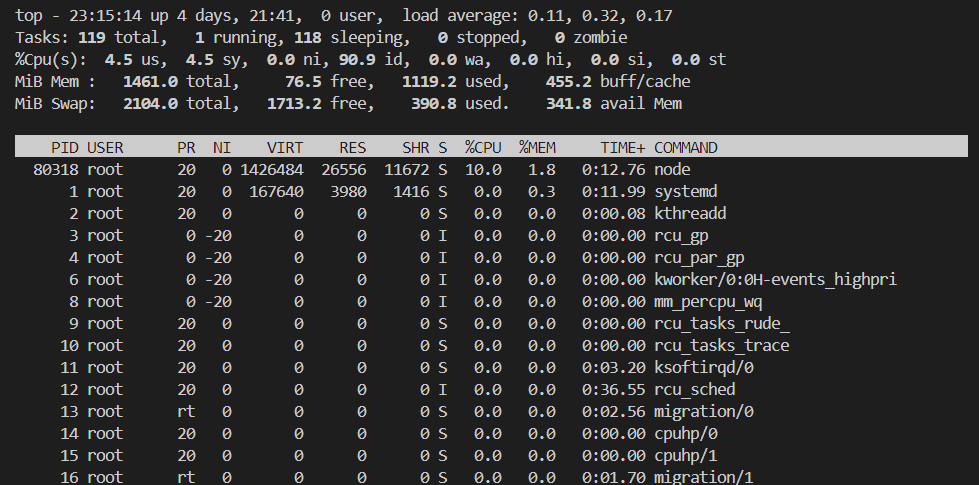 top - 23:15:14 up 4 days, 21:41,  0 user,  load average: 0.11, 0.32, 0.17
Tasks: 119 total,   1 running, 118 sleeping,   0 stopped,   0 zombie
%Cpu(s):  4.5 us,  4.5 sy,  0.0 ni, 90.9 id,  0.0 wa,  0.0 hi,  0.0 si,  0.0 st
MiB Mem :   1461.0 total,     76.5 free,   1119.2 used,    455.2 buff/cache
MiB Swap:   2104.0 total,   1713.2 free,    390.8 used.    341.8 avail Mem
PID USER      PR  NI    VIRT    RES    SHR S  %CPU  %MEM     TIME+ COMMAND
80318 root      20   0 1426484  26556  11672 S  10.0   1.8   0:12.76 node
1 root      20   0  167640   3980   1416 S   0.0   0.3   0:11.99 systemd
2 root      20   0       0      0      0 S   0.0   0.0   0:00.08 kthreadd
3 root       0 -20       0      0      0 I   0.0   0.0   0:00.00 rcu_gp
4 root       0 -20       0      0      0 I   0.0   0.0   0:00.00 rcu_par_gp
6 root       0 -20       0      0      0 I   0.0   0.0   0:00.00 kworker/0:0H-events_highpri
8 root       0 -20       0      0      0 I   0.0   0.0   0:00.00 mm_percpu_wq
9 root      20   0       0      0      0 S   0.0   0.0   0:00.00 rcu_tasks_rude_
10 root      20   0       0      0      0 S   0.0   0.0   0:00.00 rcu_tasks_trace
11 root      20   0       0      0      0 S   0.0   0.0   0:03.20 ksoftirqd/0
12 root      20   0       0      0      0 I   0.0   0.0   0:36.55 rcu_sched
13 root      rt   0       0      0      0 S   0.0   0.0   0:02.56 migration/0
14 root      20   0       0      0      0 S   0.0   0.0   0:00.00 cpuhp/0
15 root      20   0       0      0      0 S   0.0   0.0   0:00.00 cpuhp/1
16 root      rt   0       0      0      0 S   0.0   0.0   0:01.70 migration/1